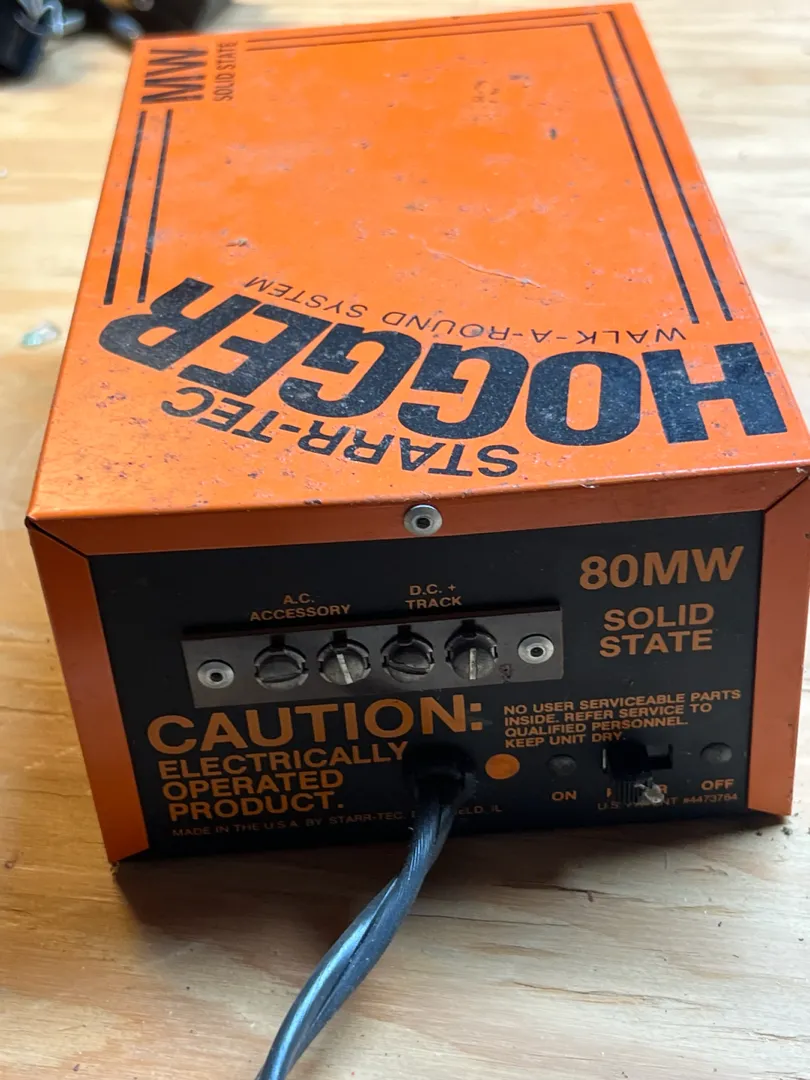 MW
SOLID STATE
STARR-TEC
HOGGER
WALK-A-ROUND SYSTEM
A.C.
ACCESSORY
D.C. +
TRACK
80MW
SOLID
STATE
CAUTION:
ELECTRICALLY
OPERATED
PRODUCT.
NO USER SERVICEABLE PARTS
INSIDE. REFER SERVICE TO
QUALIFIED PERSONNEL.
KEEP UNIT DRY.
ON
OFF
U.S. #4473784
MADE IN THE U.S.A. BY STARR-TEC, IL